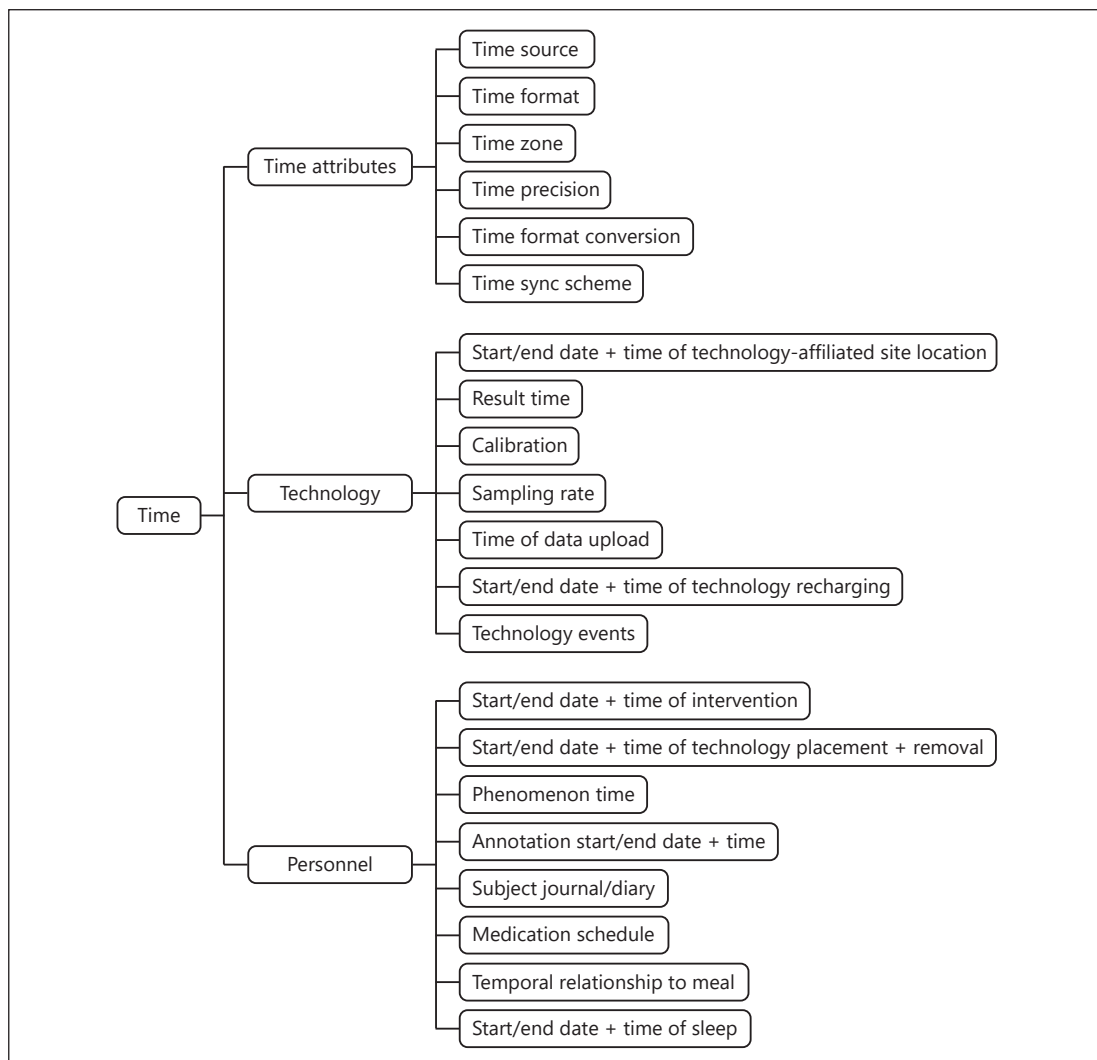 Time source
Time format
Time zone
Time attributes
Time precision
Time format conversion
Time sync scheme
Start/end date + time of technology-affiliated site location
Result time
Calibration
Technology
Sampling rate
Time
Time of data upload
Start/end date + time of technology recharging
Technology events
Start/end date + time of intervention
Start/end date + time of technology placement + removal
Phenomenon time
Annotation start/end date + time
Personnel
Subject journal/diary
Medication schedule
Temporal relationship to meal
Start/end date + time of sleep